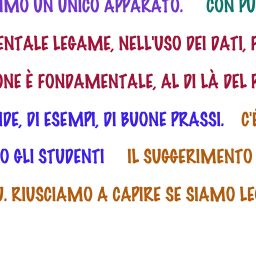 IMO UN UNICO APPARATO. CON PU
ENTALE LEGAME, NELL'USO DEI DATI,
ONE È FONDAMENTALE, AL DI LÀ DEL
IDE, DI ESEMPI, DI BUONE PRASSI. C'È
O GLI STUDENTI IL SUGGERIMENTO
. RIUSCIAMO A CAPIRE SE SIAMO LE